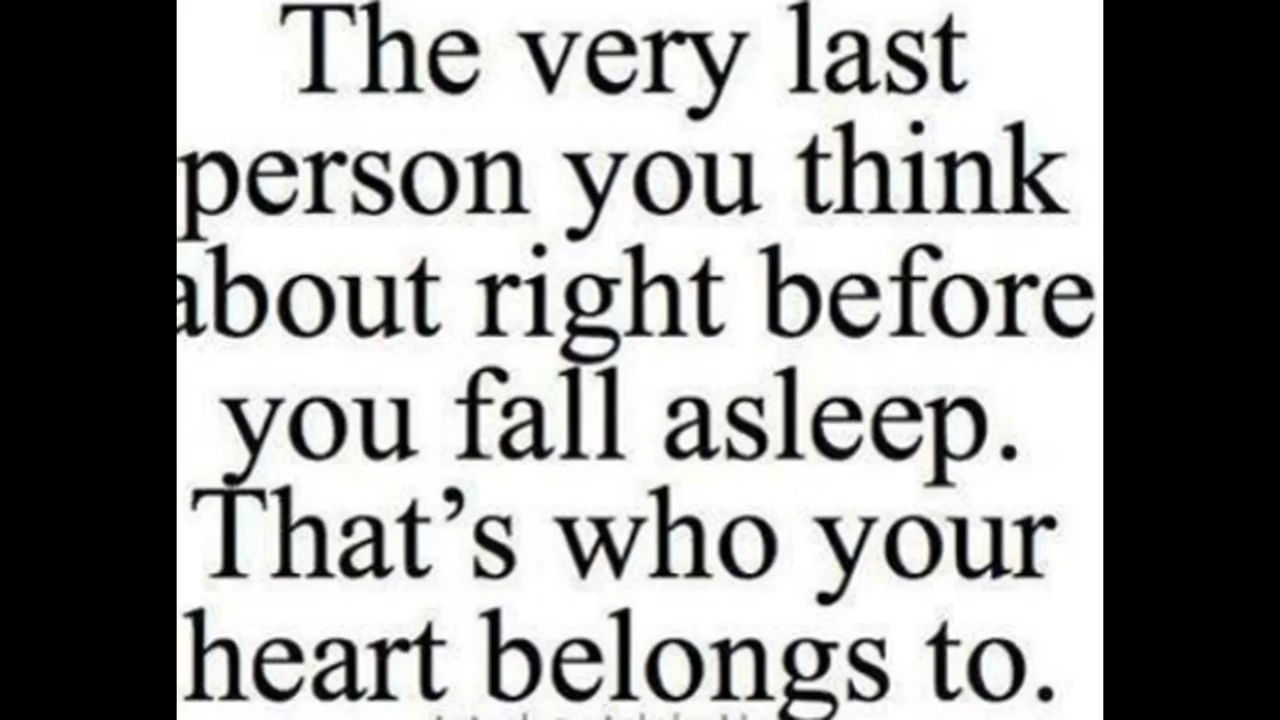 The very last
person you think
about right before
you fall asleep.
That’s who your
heart belongs to.